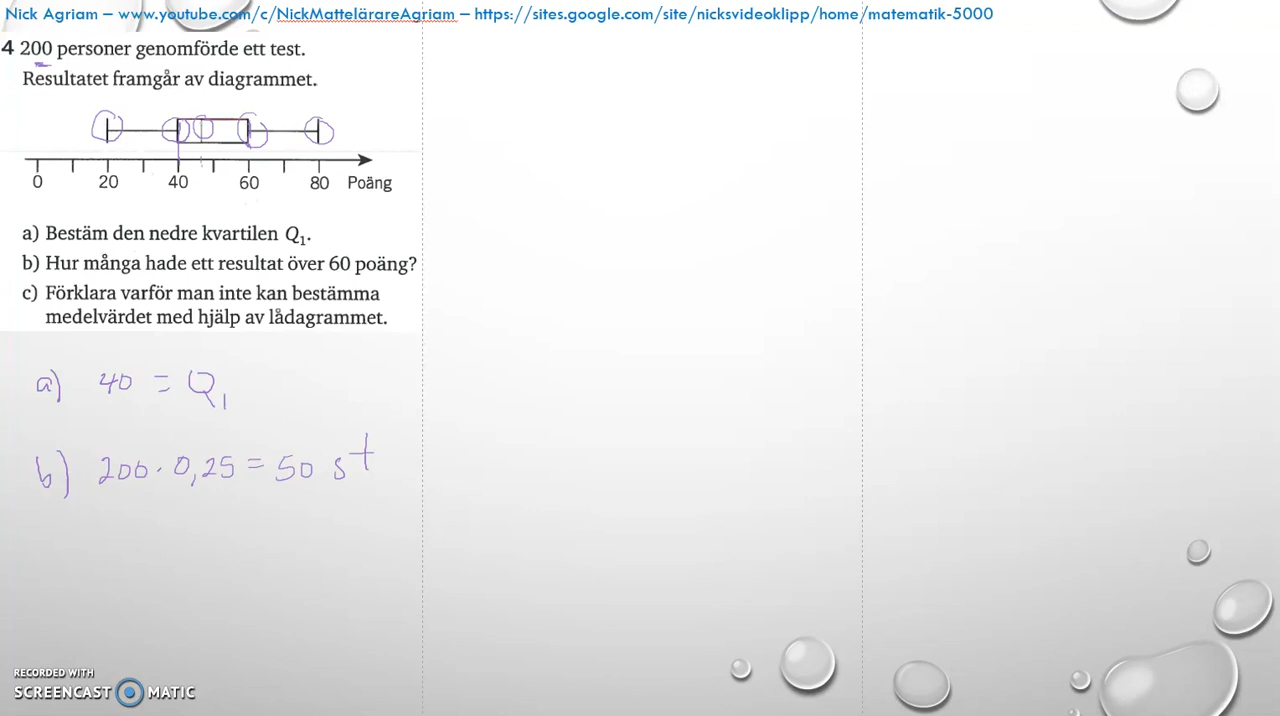 Nick Agriam – www.youtube.com/c/NickMattelärareAgriam – https://sites.google.com/site/nicksvideoklipp/home/matematik-5000
4 200 personer genomförde ett test.
Resultatet framgår av diagrammet.
0 20 40 60 80 Poäng
a) Bestäm den nedre kvartilen Q₁.
b) Hur många hade ett resultat över 60 poäng?
c) Förklara varför man inte kan bestämma
medelvärdet med hjälp av lådagrammet.
a) 40 = Q₁
b) 200 · 0,25 = 50 st
RECORDED WITH
SCREENCAST MATIC